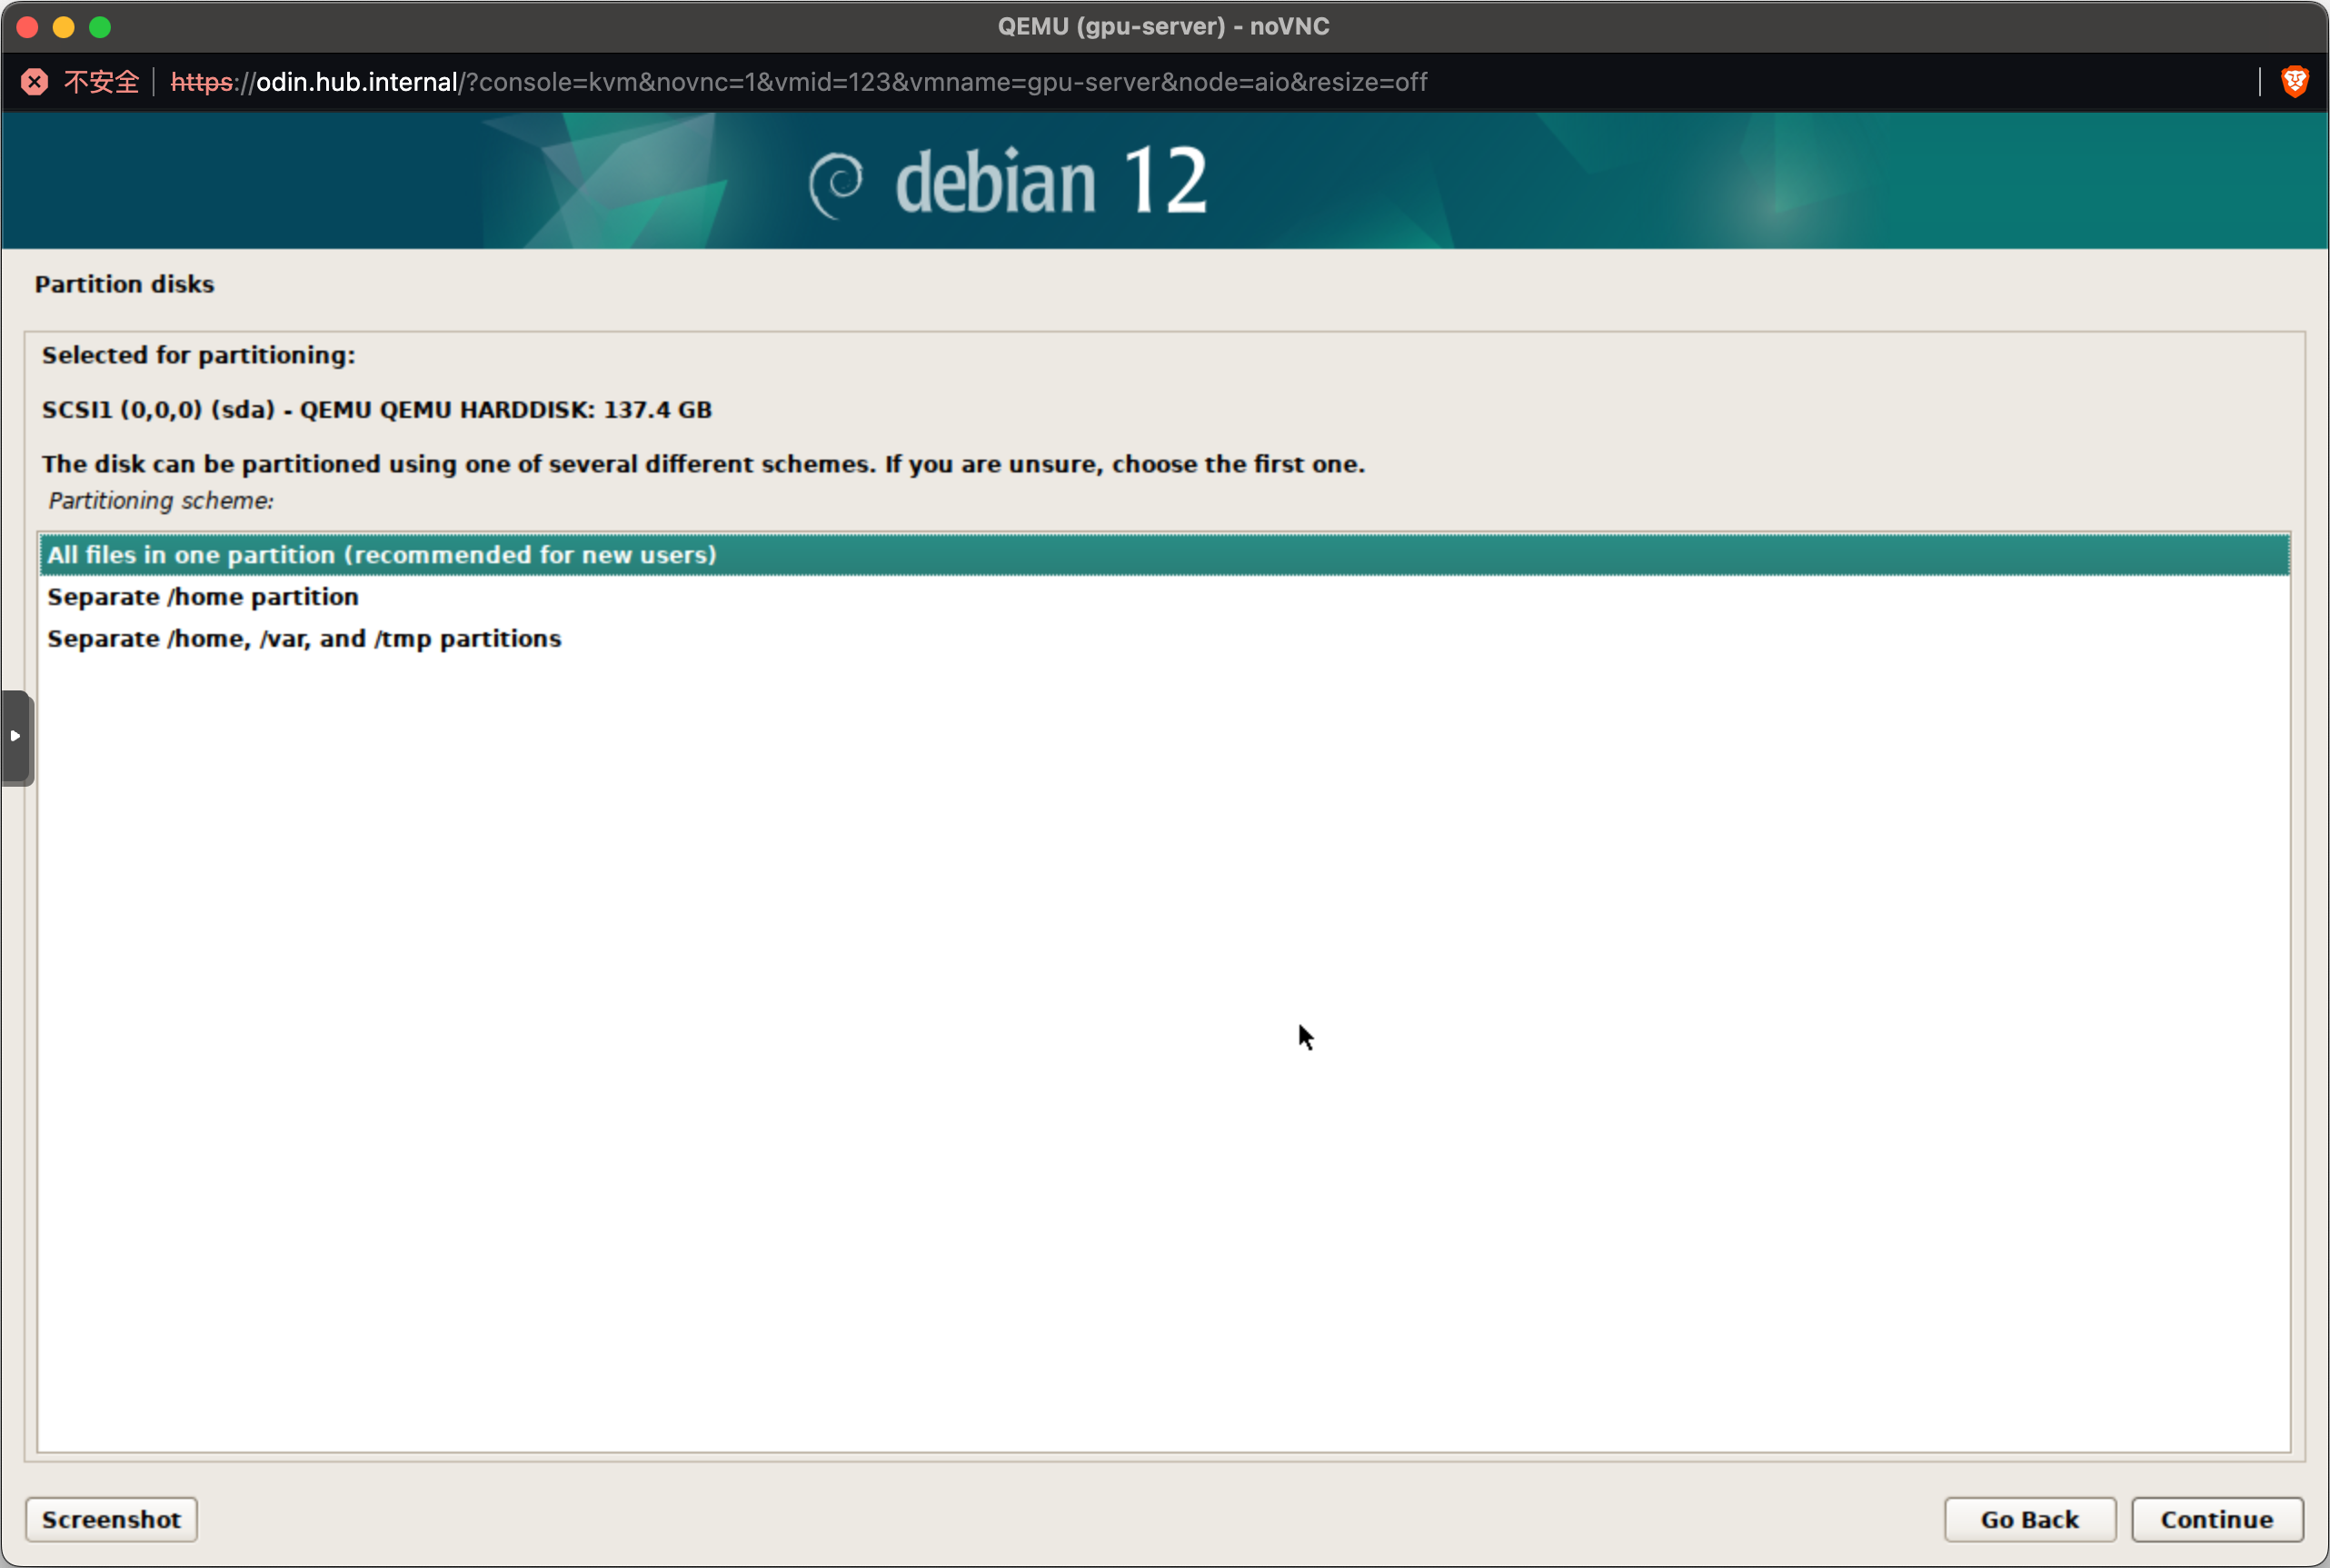 QEMU (gpu-server) - noVNC
不安全 https://odin.hub.internal/?console=kvm&novnc=1&vmid=123&vmname=gpu-server&node=aio&resize=off
debian 12
Partition disks
Selected for partitioning:
SCSI1 (0,0,0) (sda) - QEMU QEMU HARDDISK: 137.4 GB
The disk can be partitioned using one of several different schemes. If you are unsure, choose the first one.
Partitioning scheme:
All files in one partition (recommended for new users)
Separate /home partition
Separate /home, /var, and /tmp partitions
Screenshot Go Back Continue